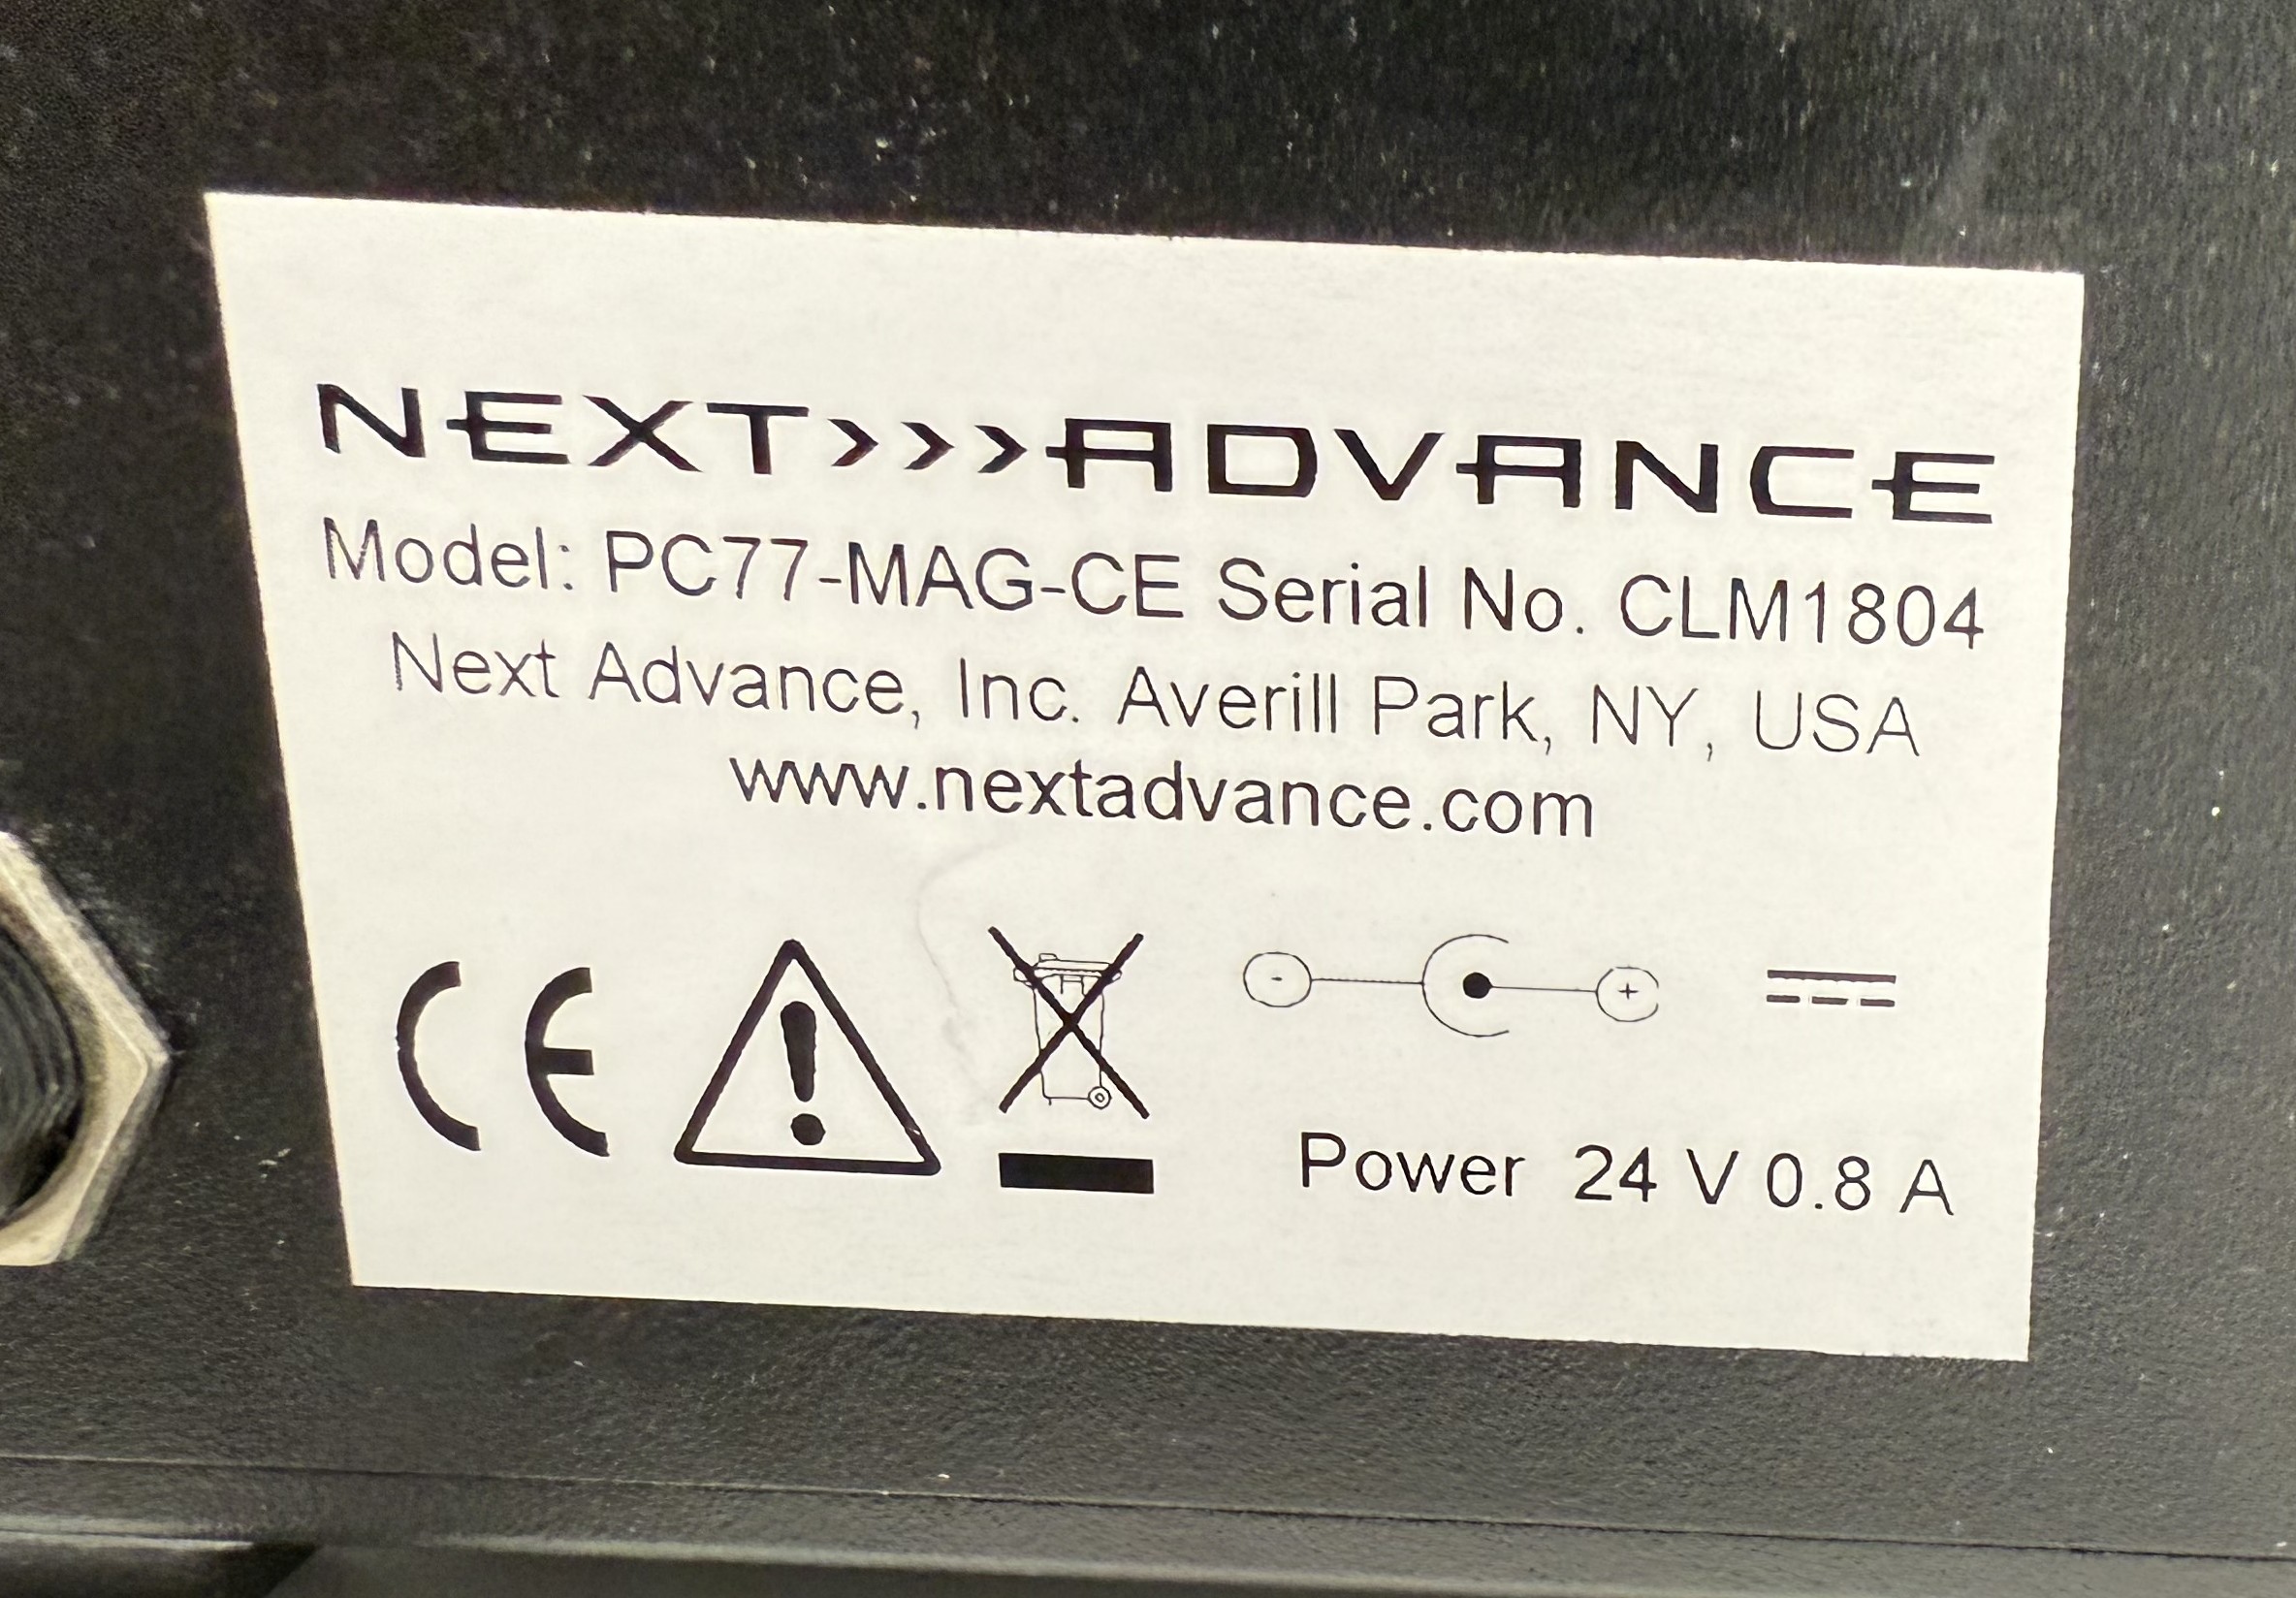 NEXT>>>ADVANCE
Model: PC77-MAG-CE Serial No. CLM1804
Next Advance, Inc. Averill Park, NY, USA
www.nextadvance.com
CE
- +
Power 24 V 0.8 A